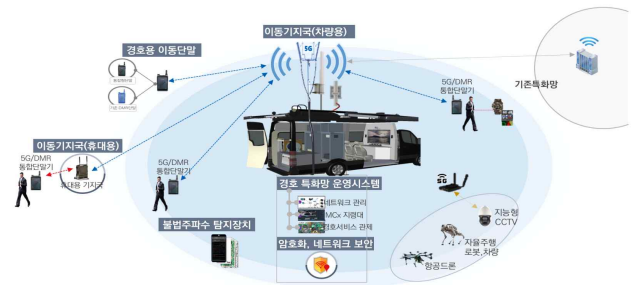 이동기지국(차량용)
5G
경호용 이동단말
기존특화망
5G/DMR
통합단말기
이동기지국(휴대용)
5G/DMR
통합단말기
휴대용 기지국
5G/DMR
통합단말기
경호 특화망 운영시스템
네트워크 관리
MCx 지령대
경호서비스 관제
불법주파수 탐지장치
암호화, 네트워크 보안
5G
지능형
CCTV
자율주행
로봇,차량
항공드론